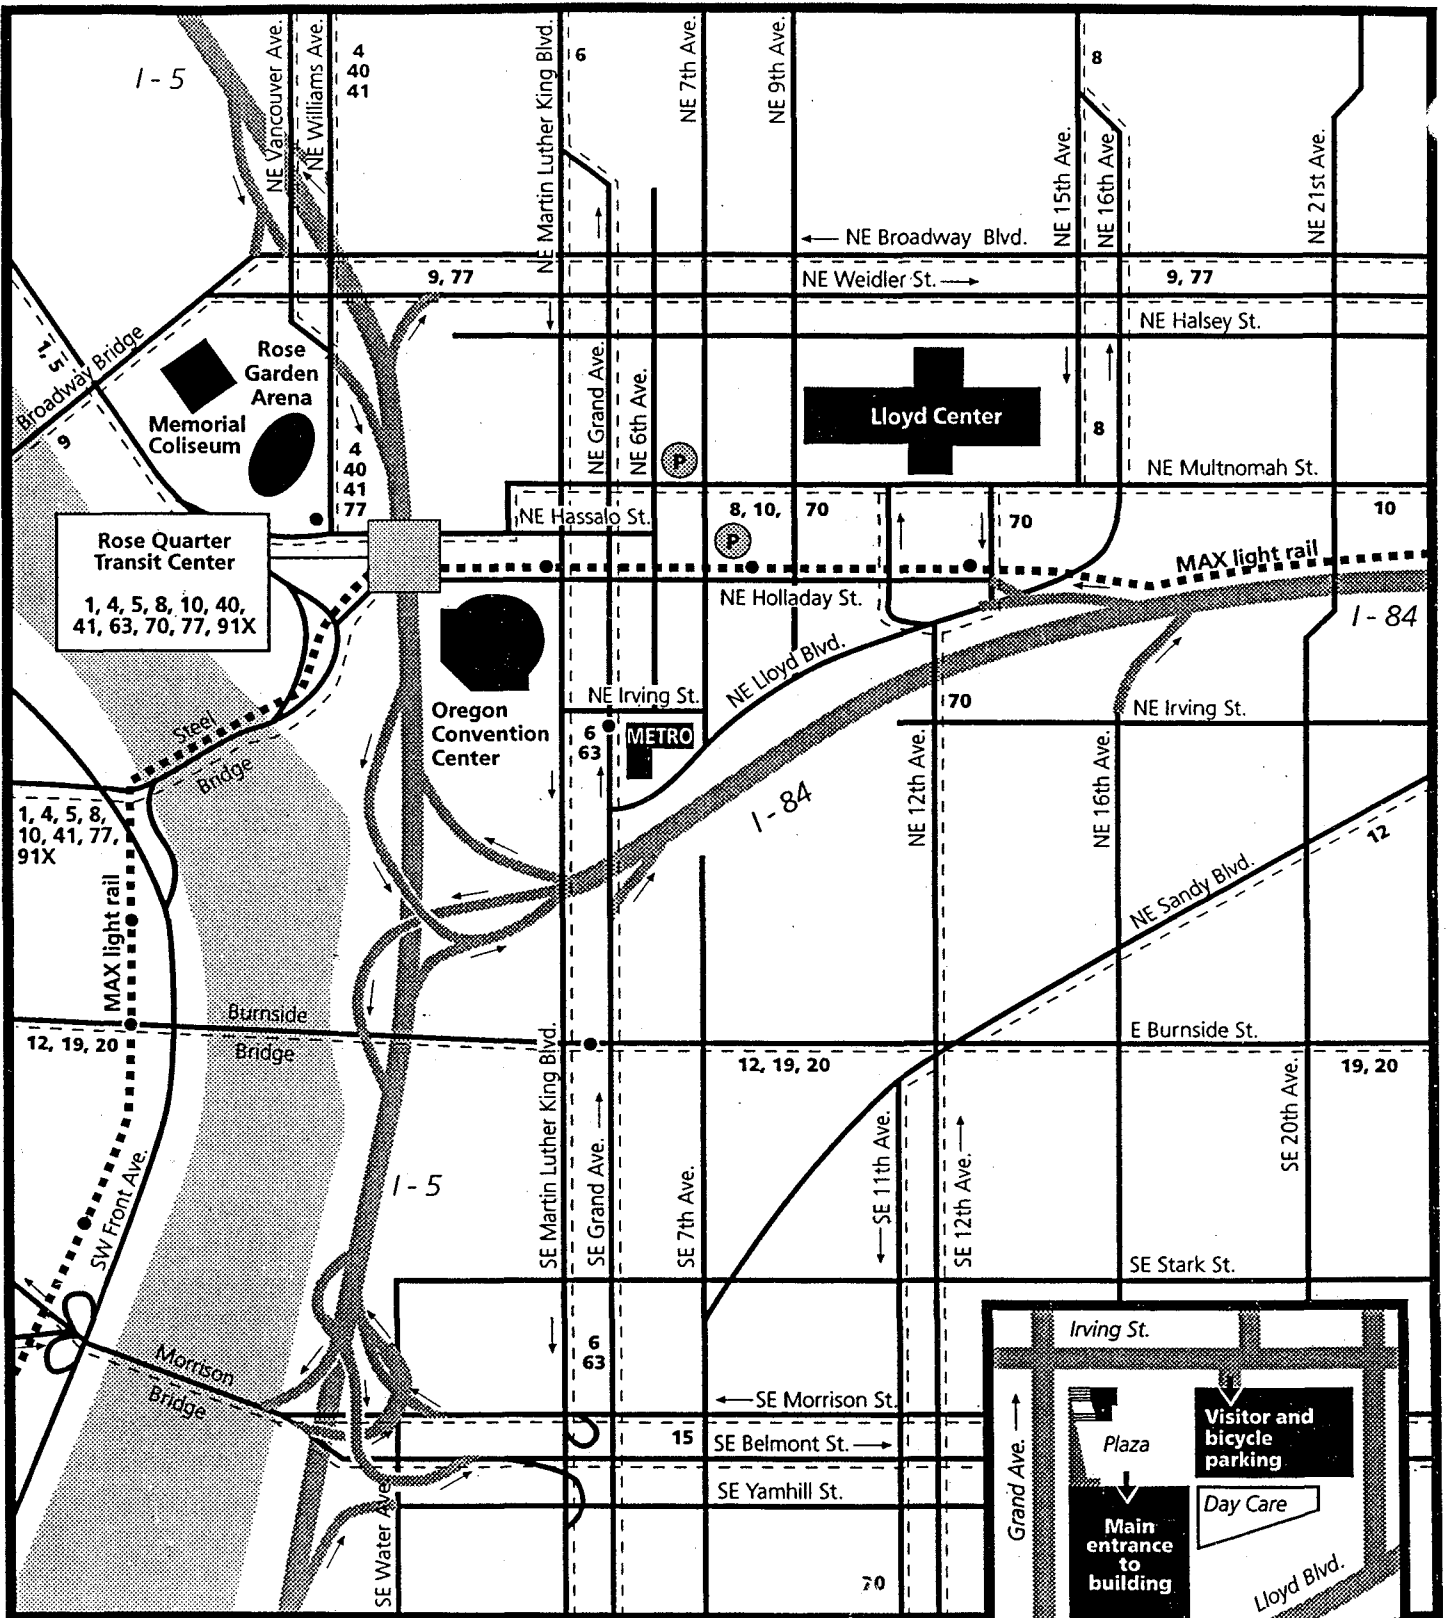 I - 5
NE Vancouver Ave.
NE Williams Ave.
4
40
41
NE Martin Luther King Blvd.
6
NE 7th Ave.
NE 9th Ave.
8
NE 15th Ave.
NE 16th Ave.
NE 21st Ave.
NE Broadway Blvd.
9, 77
NE Weidler St.
9, 77
NE Halsey St.
1, 5
Broadway Bridge
9
Rose
Garden
Arena
Memorial
Coliseum
4
40
41
77
NE Grand Ave.
NE 6th Ave.
P
Lloyd Center
8
NE Multnomah St.
NE Hassalo St.
8, 10,
70
P
70
10
MAX light rail
Rose Quarter
Transit Center
1, 4, 5, 8, 10, 40,
41, 63, 70, 77, 91X
NE Holladay St.
I - 84
NE Lloyd Blvd.
Steel
Bridge
Oregon
Convention
Center
NE Irving St.
6
63
METRO
70
NE Irving St.
NE 12th Ave.
NE 16th Ave.
I - 84
1, 4, 5, 8,
10, 41, 77,
91X
MAX light rail
NE Sandy Blvd.
12
Burnside
Bridge
12, 19, 20
E Burnside St.
12, 19, 20
19, 20
SE Martin Luther King Blvd.
SE Grand Ave.
SE 7th Ave.
SE 11th Ave.
SE 12th Ave.
SE 20th Ave.
I - 5
SW Front Ave.
SE Stark St.
Morrison
Bridge
6
63
SE Morrison St.
15
SE Belmont St.
SE Yamhill St.
SE Water Ave.
70
Irving St.
Grand Ave.
Plaza
Visitor and
bicycle
parking
Day Care
Main
entrance
to
building
Lloyd Blvd.